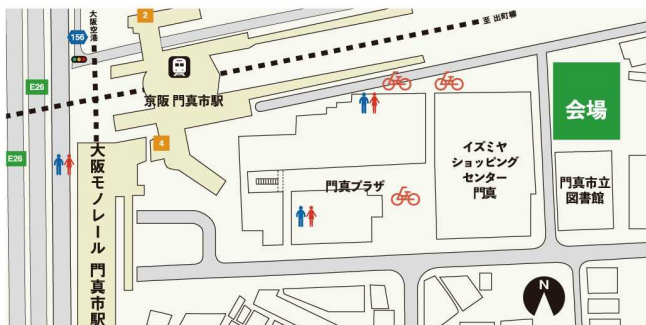 大阪空港
2
156
至 出町柳
E26
京阪 門真市駅
4
E26
会場
イズミヤ
ショッピング
センター
門真
門真プラザ
門真市立
図書館
大阪モノレール 門真市駅
N